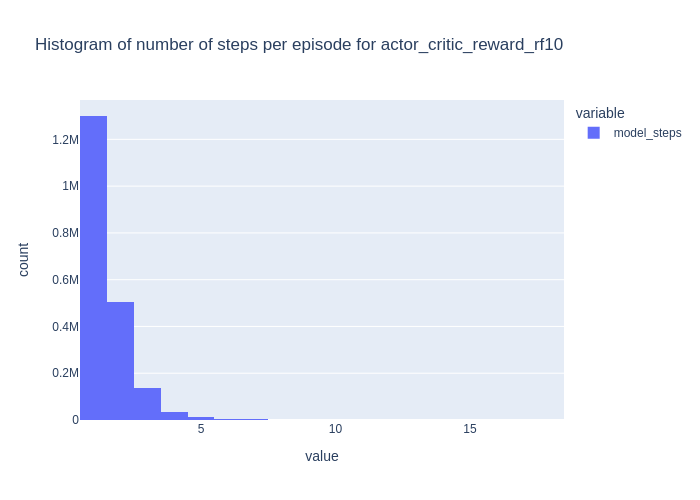 Histogram of number of steps per episode for actor_critic_reward_rf10
variable
model_steps
1.2M
1M
0.8M
0.6M
0.4M
0.2M
0
count
5
10
15
value